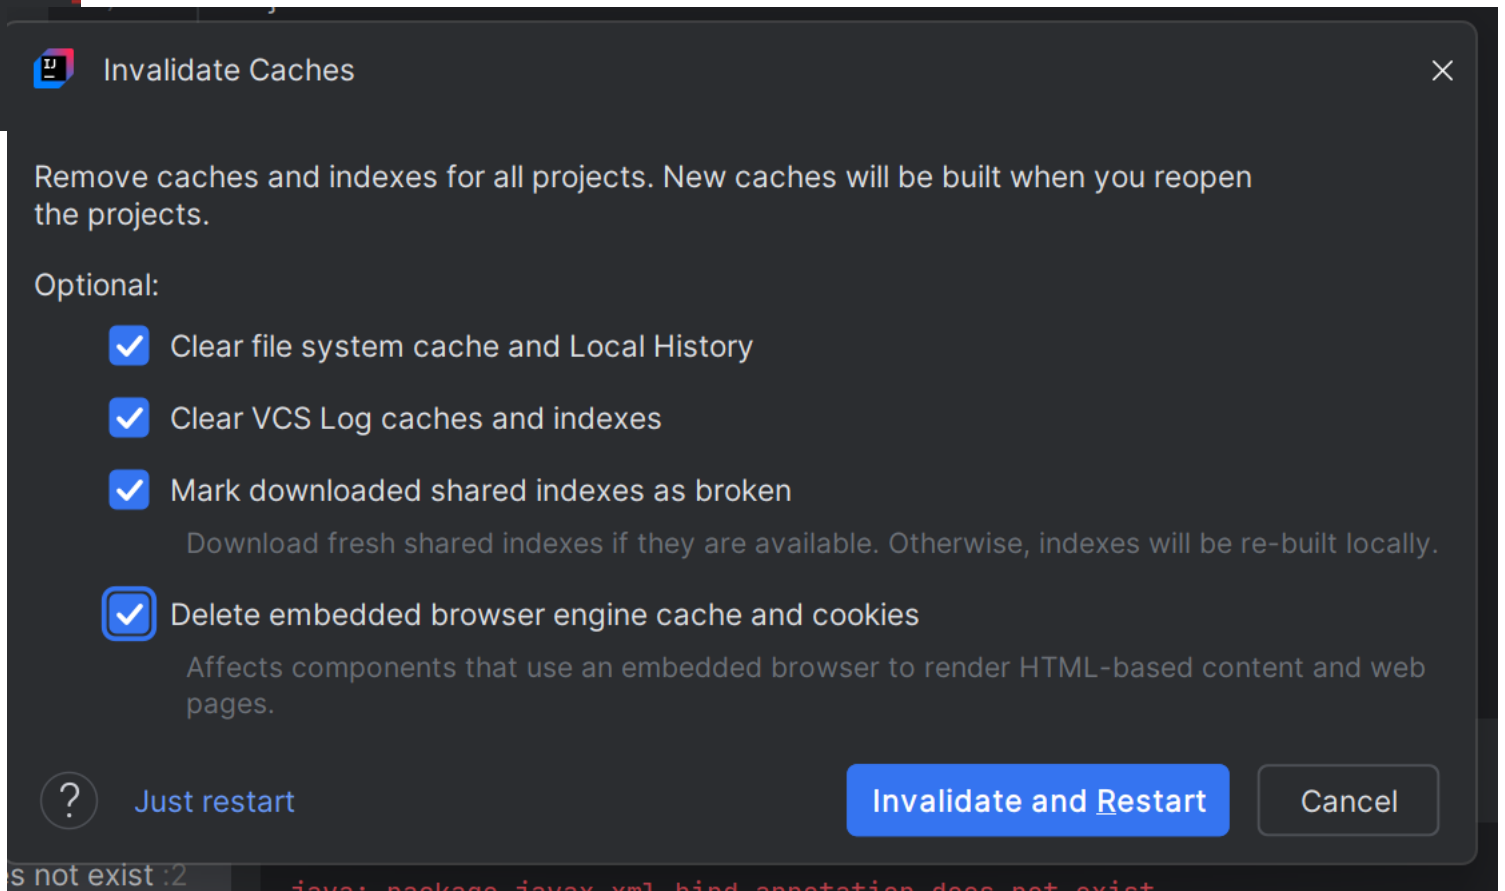 IJ
Invalidate Caches
Remove caches and indexes for all projects. New caches will be built when you reopen
the projects.
Optional:
Clear file system cache and Local History
Clear VCS Log caches and indexes
Mark downloaded shared indexes as broken
Download fresh shared indexes if they are available. Otherwise, indexes will be re-built locally.
Delete embedded browser engine cache and cookies
Affects components that use an embedded browser to render HTML-based content and web
pages.
? Just restart Invalidate and Restart Cancel
es not exist :2
java: package javax.xml.bind.annotation does not exist